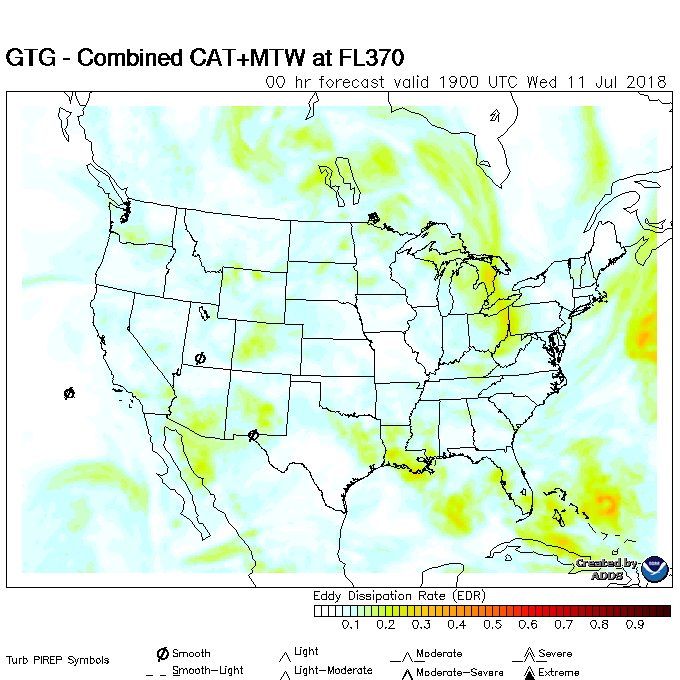 GTG - Combined CAT+MTW at FL370
00 hr forecast valid 1900 UTC Wed 11 Jul 2018
Created by
ADDS
Eddy Dissipation Rate (EDR)
0.1 0.2 0.3 0.4 0.5 0.6 0.7 0.8 0.9
Turb PIREP Symbols
Smooth
Light
Moderate
Severe
Smooth-Light
Light-Moderate
Moderate-Severe
Extreme